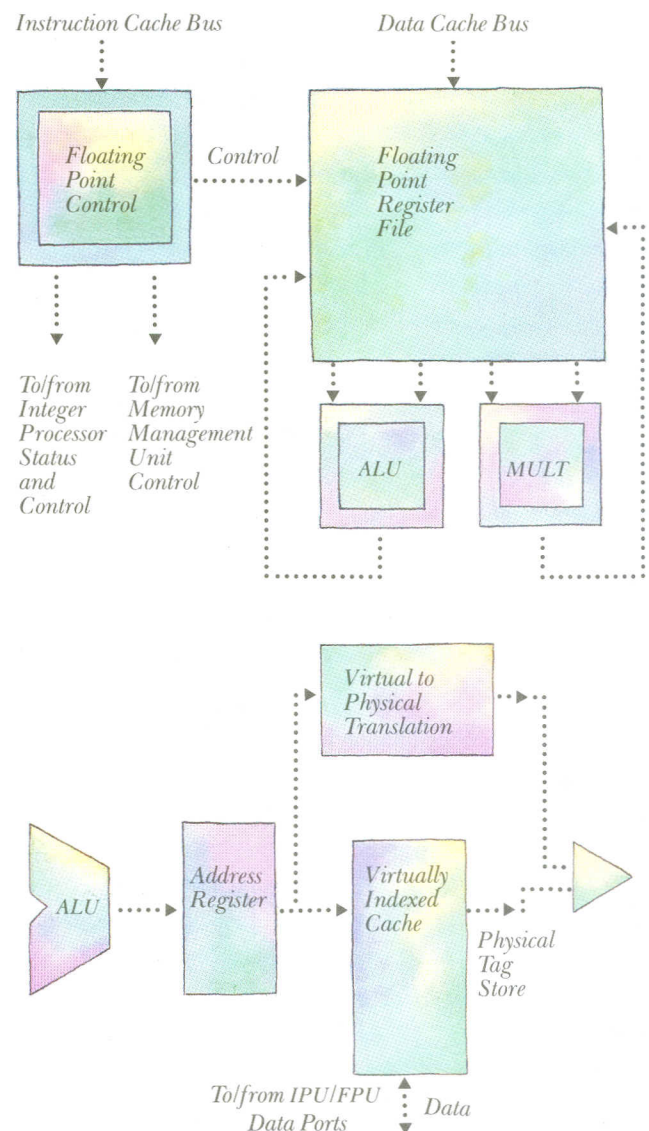 Instruction Cache Bus
Data Cache Bus
Floating
Point
Control
Control
Floating
Point
Register
File
To/from
Integer
Processor
Status
and
Control
To/from
Memory
Management
Unit
Control
ALU
MULT
Virtual to
Physical
Translation
ALU
Address
Register
Virtually
Indexed
Cache
Physical
Tag
Store
To/from IPU/FPU
Data Ports
Data